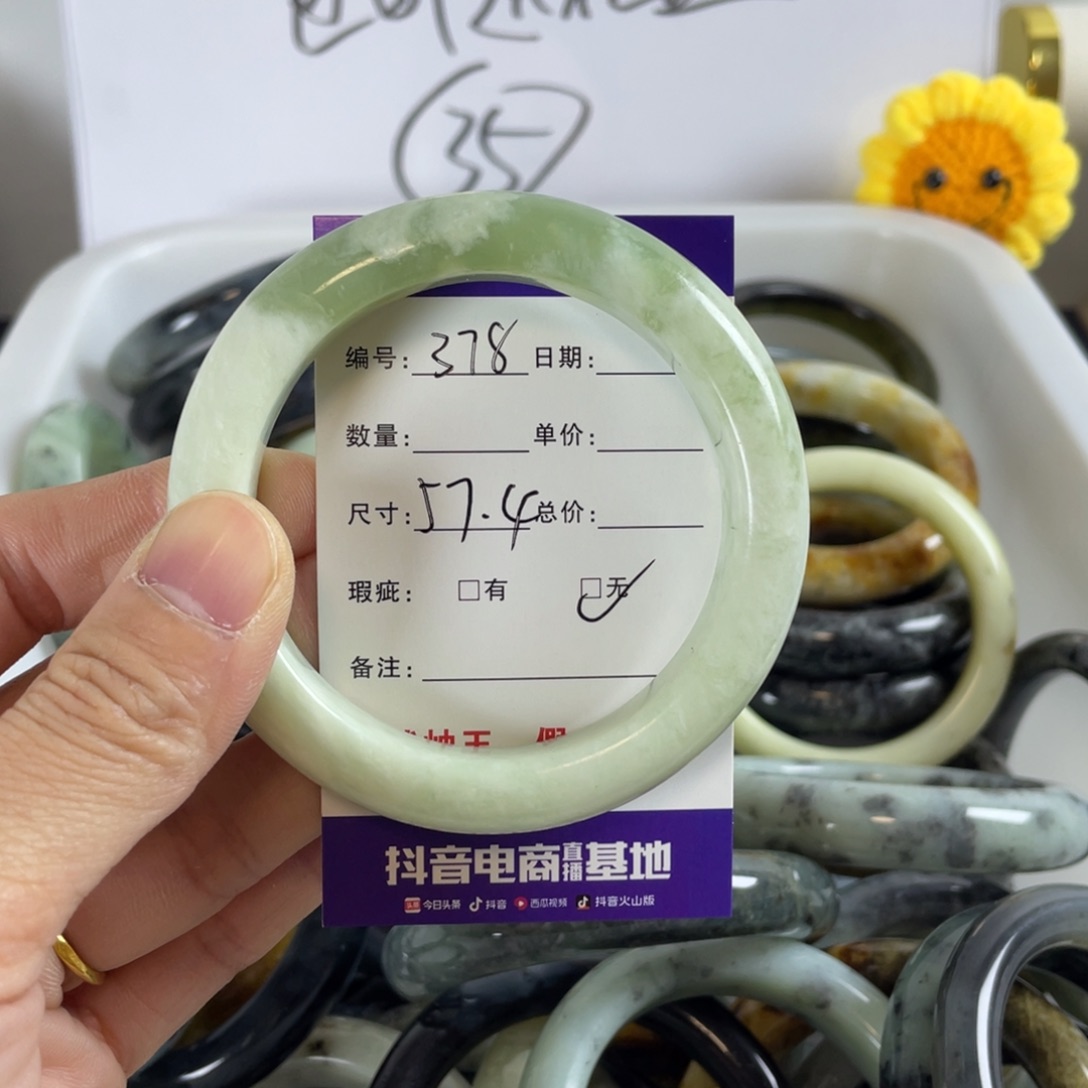 35
编号: 378 日期:
数量: 单价:
尺寸: 57.4 总价:
瑕疵: □有 □无
备注:
抖音电商直播基地
头条 今日头条 抖音 西瓜视频 抖音火山版